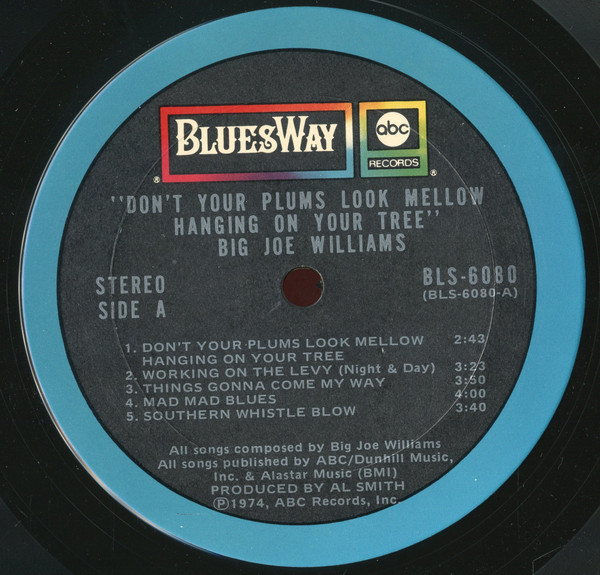 BLUESWAY
®
abc
RECORDS
®
"DON'T YOUR PLUMS LOOK MELLOW
HANGING ON YOUR TREE"
BIG JOE WILLIAMS
STEREO
SIDE A
BLS-6080
(BLS-6080-A)
1. DON'T YOUR PLUMS LOOK MELLOW 2:43
HANGING ON YOUR TREE
2. WORKING ON THE LEVY (Night & Day) 3:23
3. THINGS GONNA COME MY WAY 3:50
4. MAD MAD BLUES 4:00
5. SOUTHERN WHISTLE BLOW 3:40
All songs composed by Big Joe Williams
All songs published by ABC/Dunhill Music,
Inc. & Alastar Music (BMI)
PRODUCED BY AL SMITH
℗1974, ABC Records, Inc.